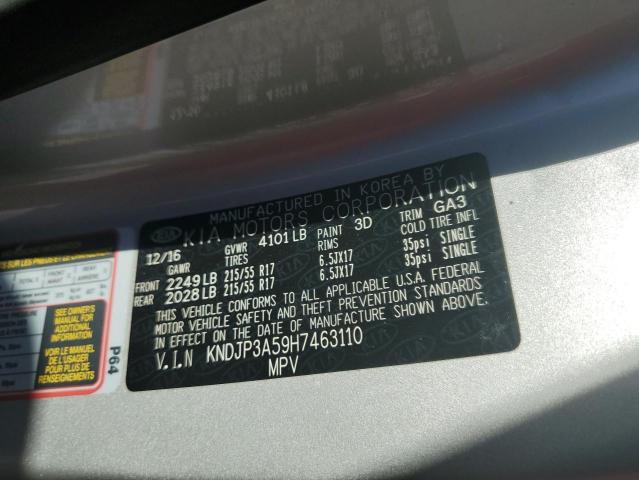 MANUFACTURED IN KOREA BY
KIA KIA MOTORS CORPORATION
12/16 GVWR 4101 LB PAINT 3D TRIM GA3
GAWR TIRES RIMS COLD TIRE INFL
FRONT 2249 LB 215/55 R17 6.5JX17 35psi SINGLE
REAR 2028 LB 215/55 R17 6.5JX17 35psi SINGLE
THIS VEHICLE CONFORMS TO ALL APPLICABLE U.S.A. FEDERAL
MOTOR VEHICLE SAFETY AND THEFT PREVENTION STANDARDS
IN EFFECT ON THE DATE OF MANUFACTURE SHOWN ABOVE.
V.I.N KNDJP3A59H7463110
MPV
SEE OWNER'S
MANUAL FOR
ADDITIONAL
INFORMATION
VOIR LE MANUEL
DE L'USAGER
POUR PLUS DE
RENSEIGNEMENTS
P64